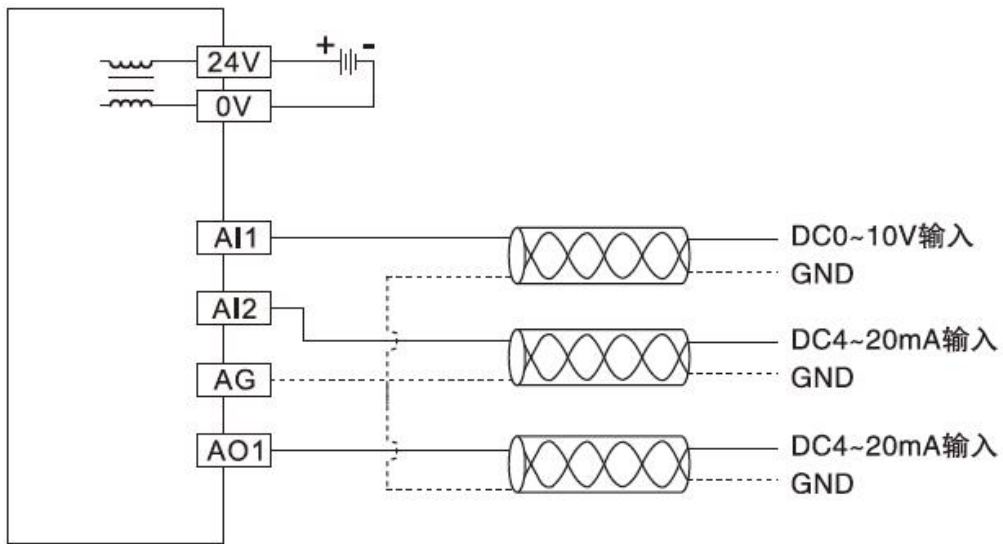 24V
+ -
0V
AI1
DC0~10V输入
GND
AI2
DC4~20mA输入
GND
AG
AO1
DC4~20mA输入
GND